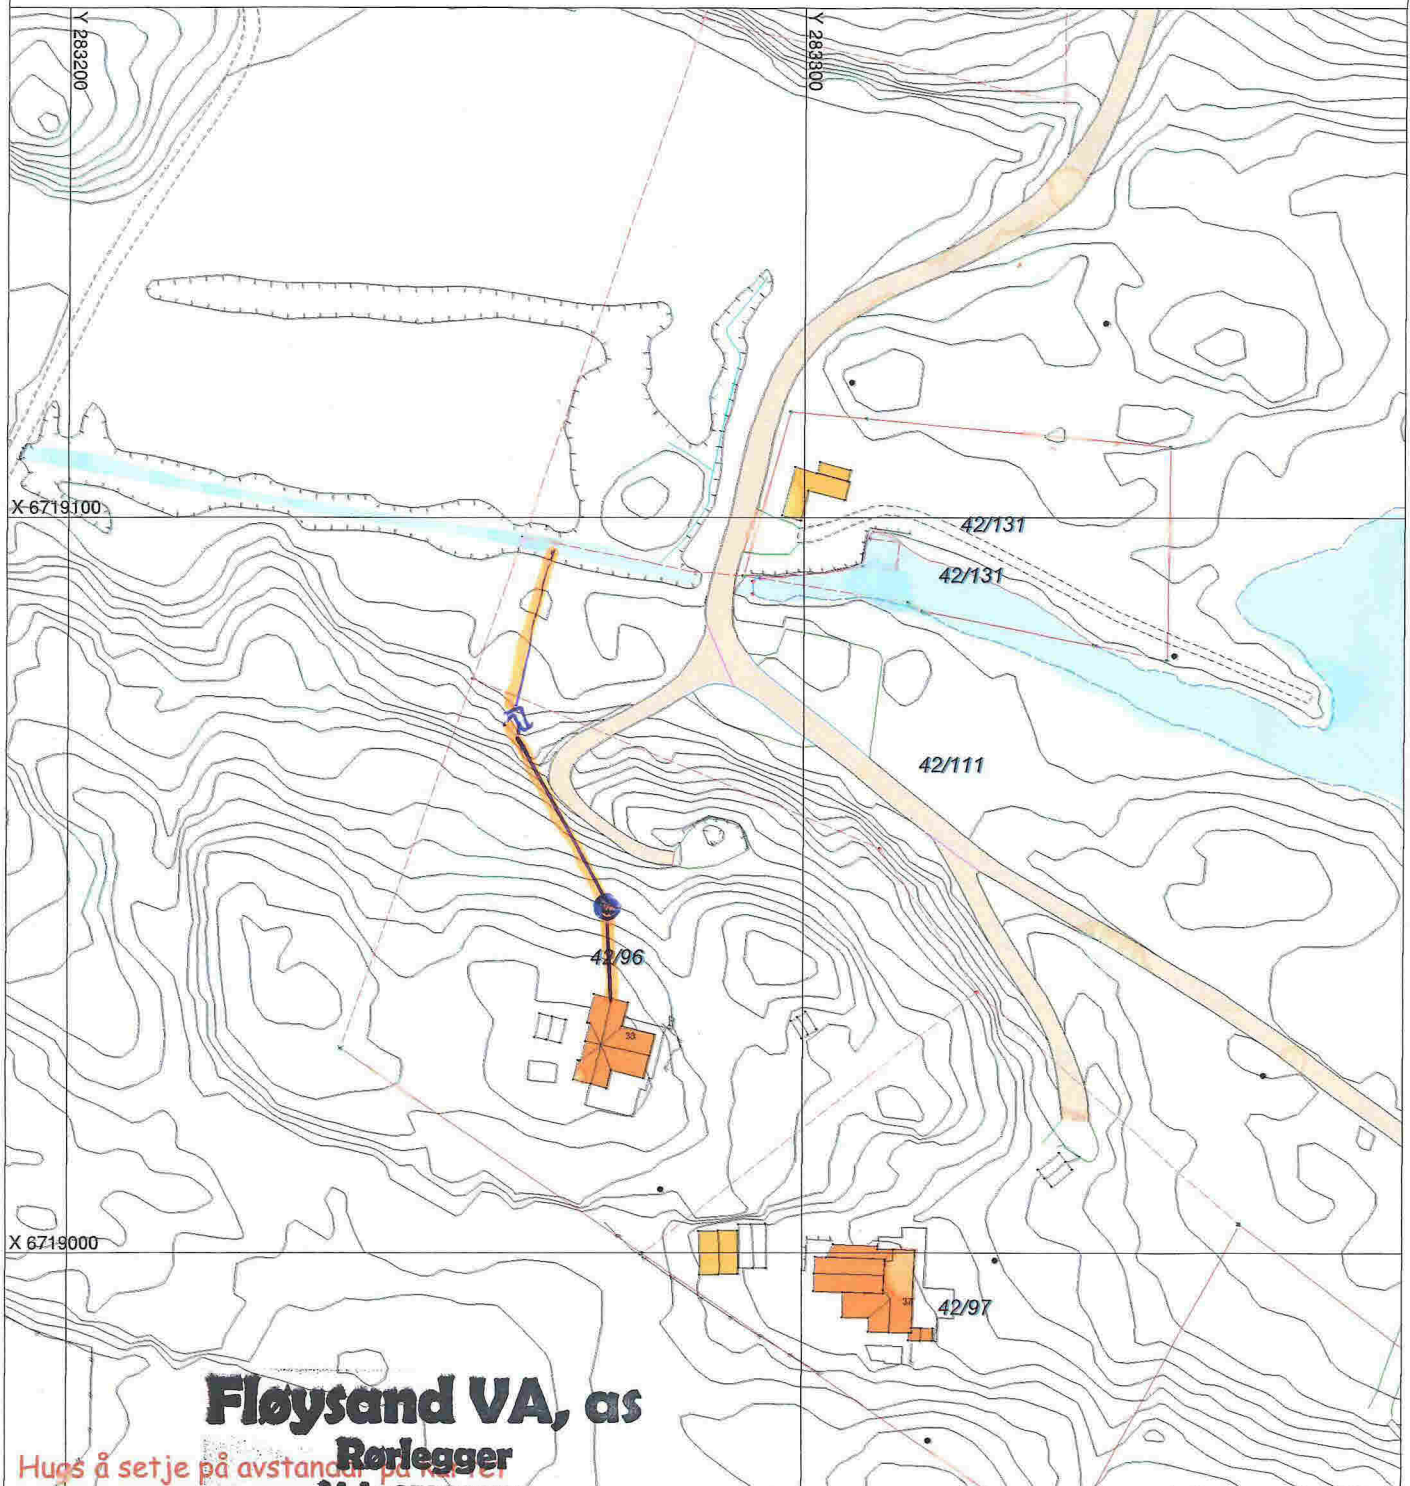 Y 283200
Y 283300
X 6719100
42/131
42/131
42/111
42/96
33
X 6719000
42/97
Fløysand VA, as
Rørlegger
Hugs å setje på avstandar på kartet